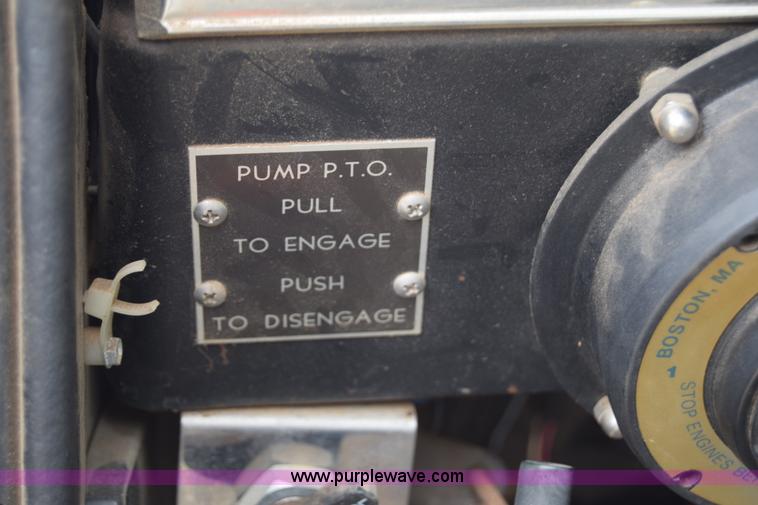 PUMP P.T.O.
PULL
TO ENGAGE
PUSH
TO DISENGAGE
BOSTON, MA
STOP ENGINES
www.purplewave.com